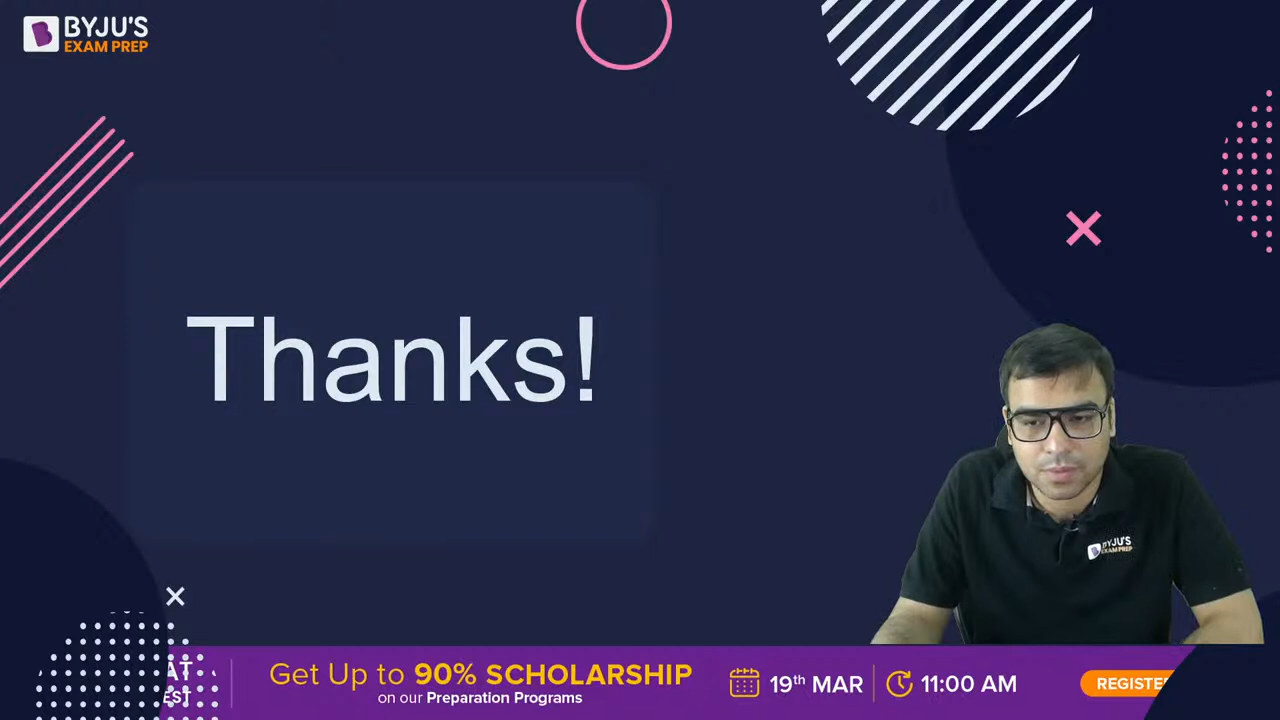 BYJU'S
EXAM PREP
Thanks!
BYJU'S
EXAM PREP
Get Up to 90% SCHOLARSHIP
on our Preparation Programs
19th MAR
11:00 AM